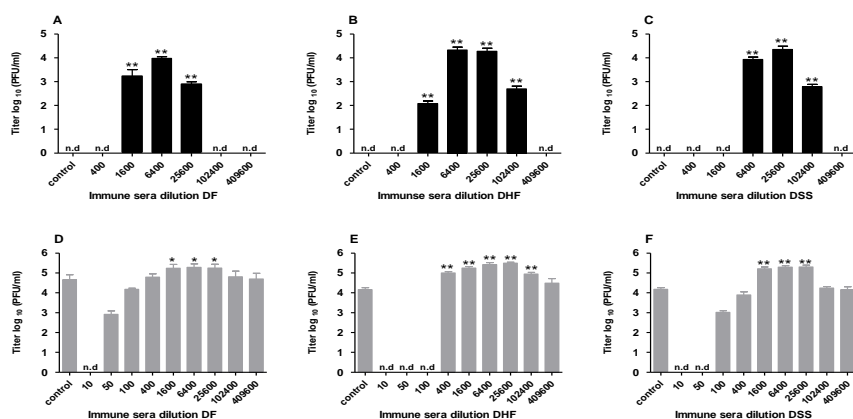 A
Titer log 10 (PFU/ml)
5
4
3
2
1
0
n.d n.d ** ** ** n.d n.d
control 400 1600 6400 25600 102400 409600
Immune sera dilution DF
B
Titer log 10 (PFU/ml)
5
4
3
2
1
0
n.d n.d ** ** ** ** n.d
control 400 1600 6400 25600 102400 409600
Immunse sera dilution DHF
C
Titer log 10 (PFU/ml)
5
4
3
2
1
0
n.d n.d n.d ** ** ** n.d
control 400 1600 6400 25600 102400 409600
Immune sera dilution DSS
D
Titer log 10 (PFU/ml)
6
5
4
3
2
1
0
n.d * * *
control 10 50 100 400 1600 6400 25600 102400 409600
Immune sera dilution DF
E
Titer log 10 (PFU/ml)
6
5
4
3
2
1
0
n.d n.d n.d ** ** ** ** **
control 10 50 100 400 1600 6400 25600 102400 409600
Immune sera dilution DHF
F
Titer log 10 (PFU/ml)
6
5
4
3
2
1
0
n.d n.d ** ** **
control 10 50 100 400 1600 6400 25600 102400 409600
Immune sera dilution DSS